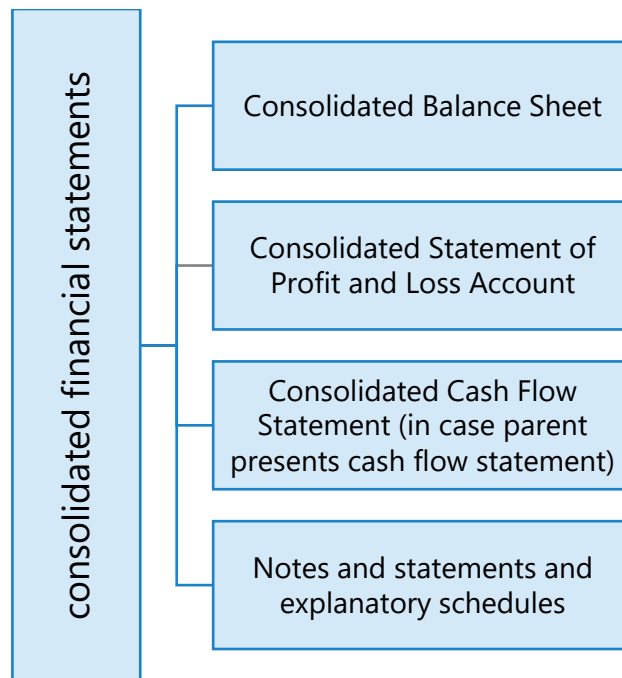 consolidated financial statements
Consolidated Balance Sheet
Consolidated Statement of
Profit and Loss Account
Consolidated Cash Flow
Statement (in case parent
presents cash flow statement)
Notes and statements and
explanatory schedules